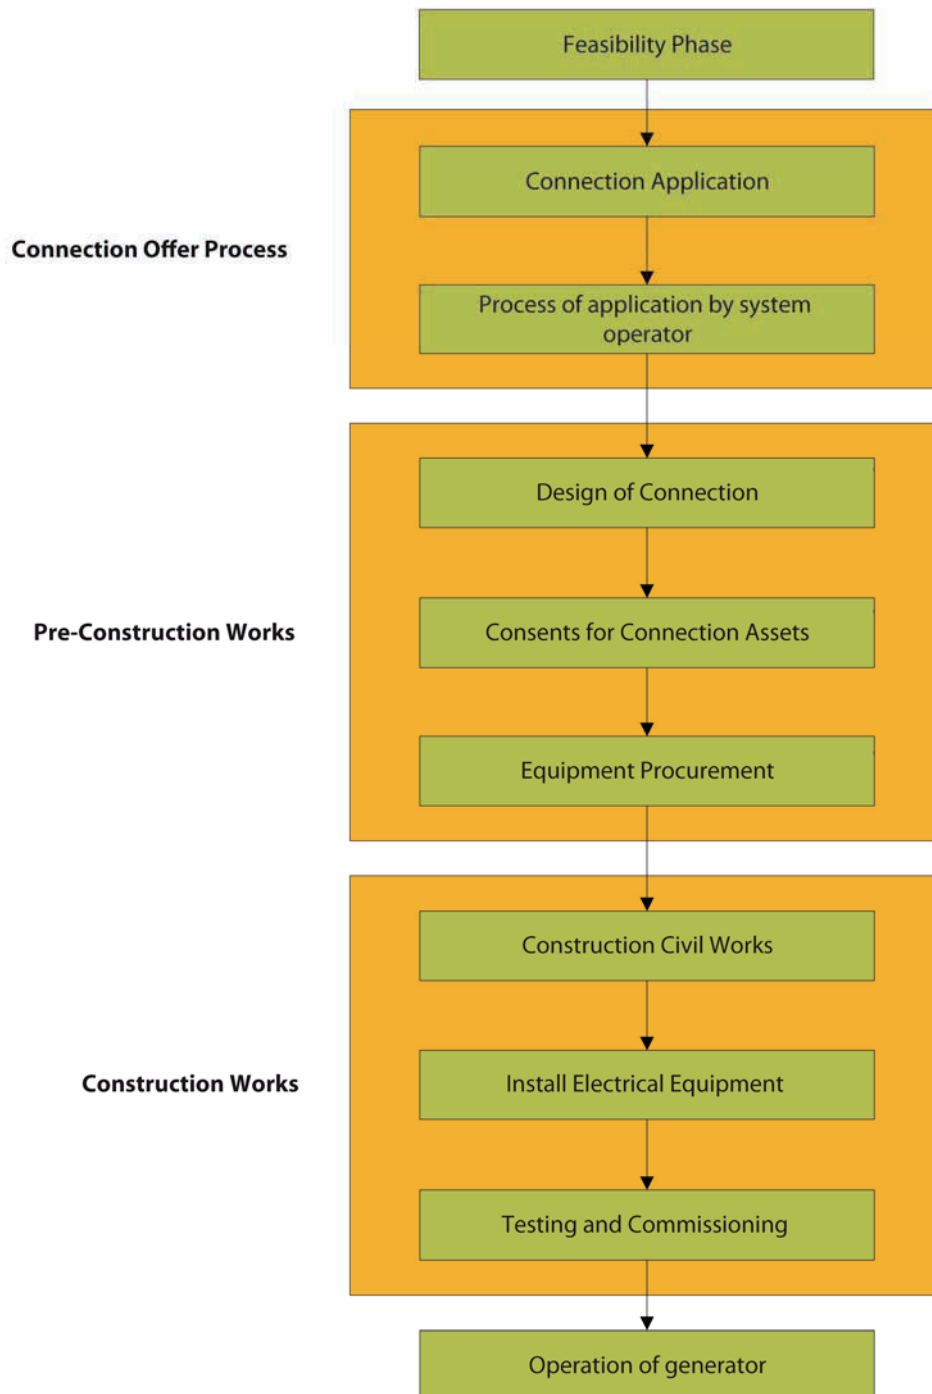 Feasibility Phase
Connection Offer Process
Connection Application
Process of application by system
operator
Pre-Construction Works
Design of Connection
Consents for Connection Assets
Equipment Procurement
Construction Works
Construction Civil Works
Install Electrical Equipment
Testing and Commissioning
Operation of generator